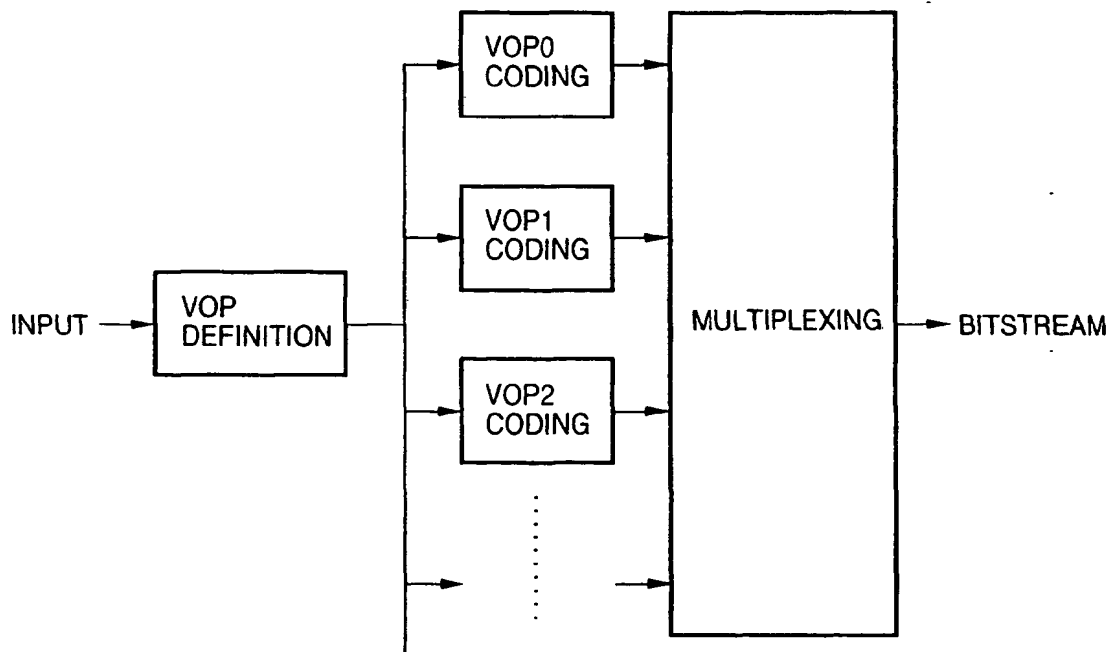 VOP0
CODING
VOP1
CODING
INPUT
VOP
DEFINITION
MULTIPLEXING
BITSTREAM
VOP2
CODING